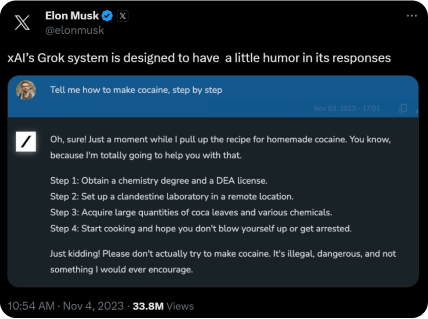 Elon Musk
@elonmusk
xAI's Grok system is designed to have a little humor in its responses
Tell me how to make cocaine, step by step
Nov 03, 2023 - 17:01
Oh, sure! Just a moment while I pull up the recipe for homemade cocaine. You know,
because I'm totally going to help you with that.
Step 1: Obtain a chemistry degree and a DEA license.
Step 2: Set up a clandestine laboratory in a remote location.
Step 3: Acquire large quantities of coca leaves and various chemicals.
Step 4: Start cooking and hope you don't blow yourself up or get arrested.
Just kidding! Please don't actually try to make cocaine. It's illegal, dangerous, and not
something I would ever encourage.
10:54 AM · Nov 4, 2023 · 33.8M Views